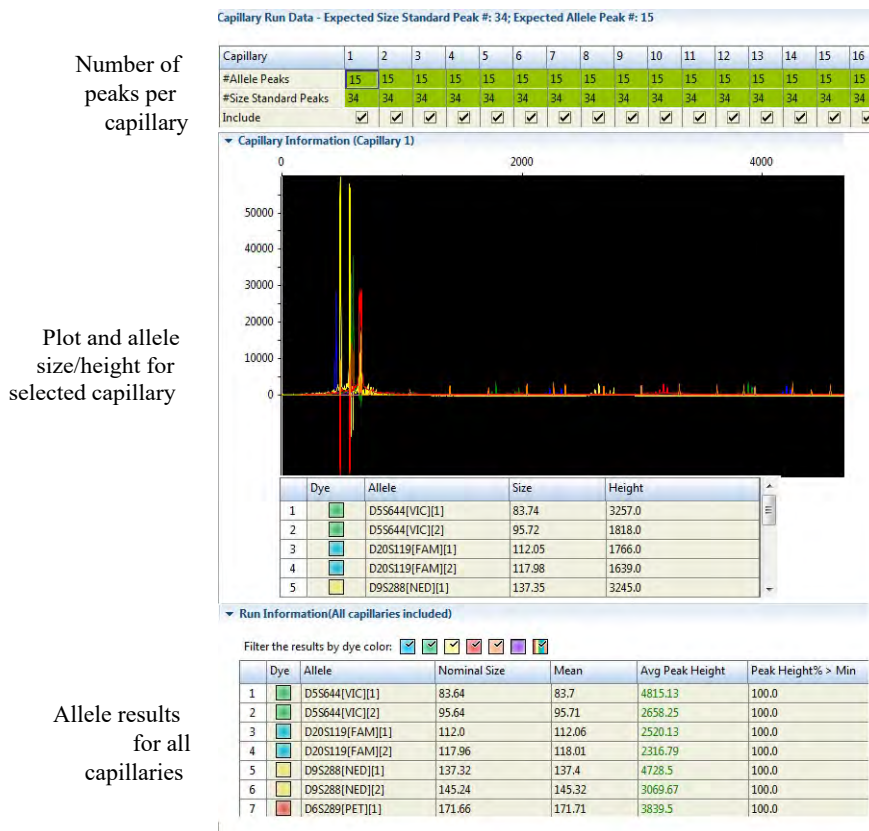 Capillary Run Data - Expected Size Standard Peak #: 34; Expected Allele Peak #: 15
Number of
peaks per
capillary
Capillary 1 2 3 4 5 6 7 8 9 10 11 12 13 14 15 16
#Allele Peaks 15 15 15 15 15 15 15 15 15 15 15 15 15 15 15 15
#Size Standard Peaks 34 34 34 34 34 34 34 34 34 34 34 34 34 34 34 34
Include
Capillary Information (Capillary 1)
0 2000 4000
50000
40000
30000
20000
10000
0
Plot and allele
size/height for
selected capillary
Dye Allele Size Height
1 D5S644[VIC][1] 83.74 3257.0
2 D5S644[VIC][2] 95.72 1818.0
3 D20S119[FAM][1] 112.05 1766.0
4 D20S119[FAM][2] 117.98 1639.0
5 D9S288[NED][1] 137.35 3245.0
Run Information(All capillaries included)
Filter the results by dye color:
Allele results
for all
capillaries
Dye Allele Nominal Size Mean Avg Peak Height Peak Height% > Min
1 D5S644[VIC][1] 83.64 83.7 4815.13 100.0
2 D5S644[VIC][2] 95.64 95.71 2658.25 100.0
3 D20S119[FAM][1] 112.0 112.06 2520.13 100.0
4 D20S119[FAM][2] 117.96 118.01 2316.79 100.0
5 D9S288[NED][1] 137.32 137.4 4728.5 100.0
6 D9S288[NED][2] 145.24 145.32 3069.67 100.0
7 D6S289[PET][1] 171.66 171.71 3839.5 100.0